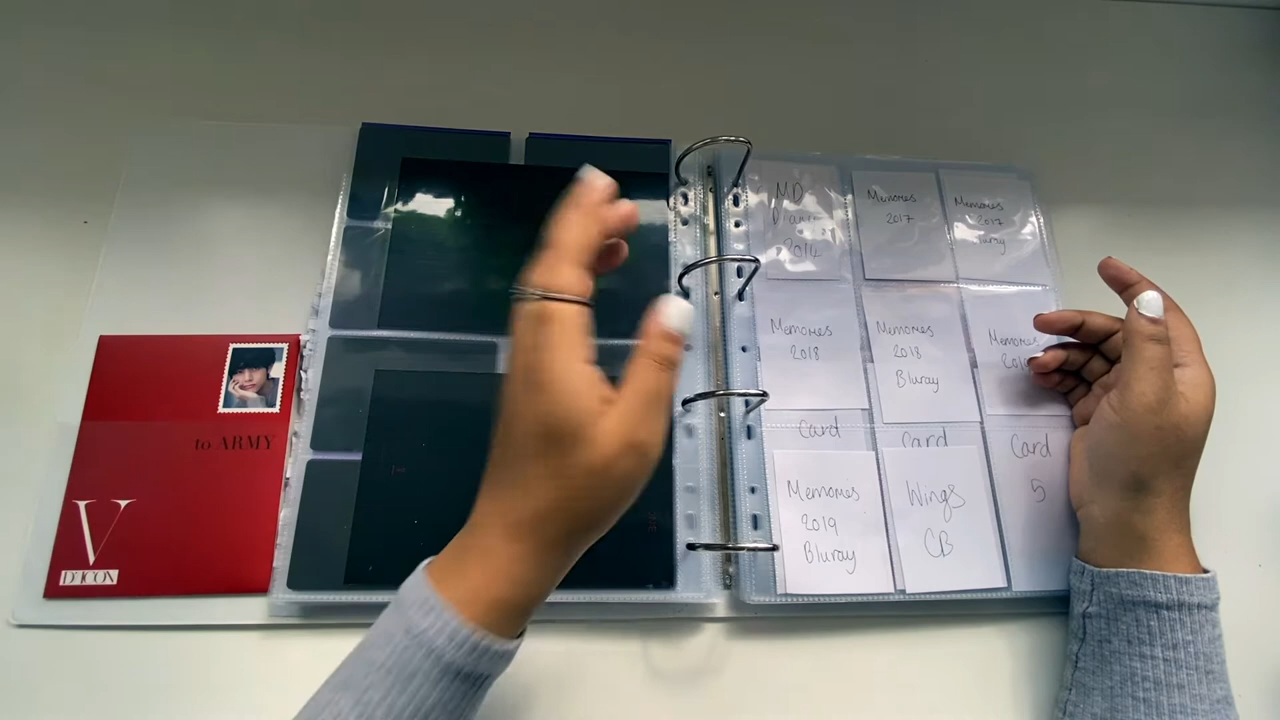 to ARMY
V
D'ICON
MD
2014
Memories
2017
Memories
2017
Bluray
Memories
2018
Memories
2018
Bluray
Memories
Card
Card
Card
5
Memories
2019
Bluray
Wings
CB